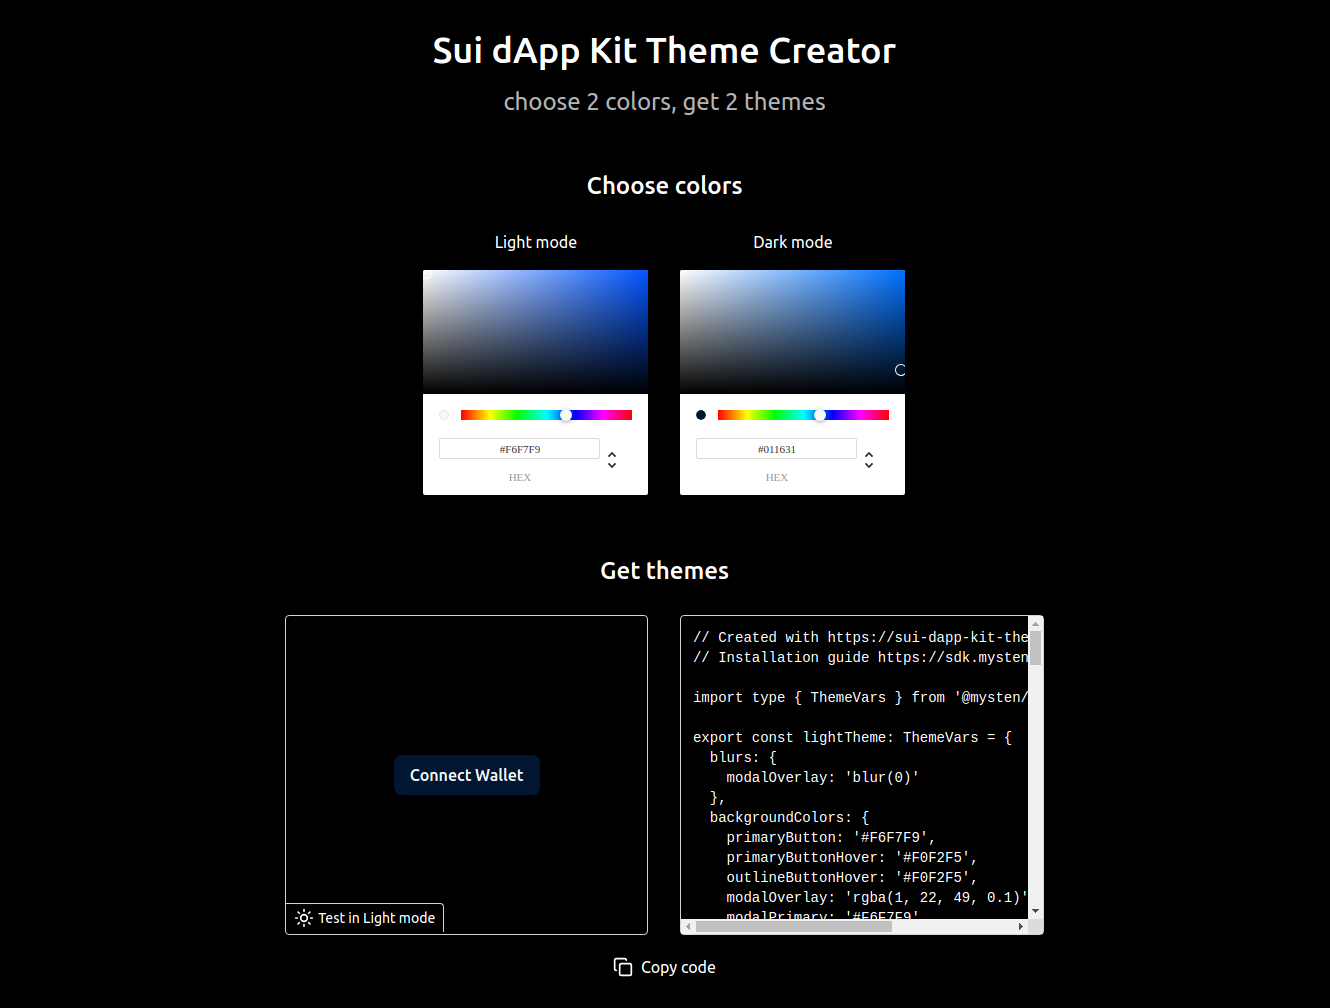 Sui dApp Kit Theme Creator
choose 2 colors, get 2 themes
Choose colors
Light mode
Dark mode
#F6F7F9
HEX
#011631
HEX
Get themes
Connect Wallet
Test in Light mode
// Created with https://sui-dapp-kit-the
// Installation guide https://sdk.mysten
import type { ThemeVars } from '@mysten/
export const lightTheme: ThemeVars = {
blurs: {
modalOverlay: 'blur(0)'
},
backgroundColors: {
primaryButton: '#F6F7F9',
primaryButtonHover: '#F0F2F5',
outlineButtonHover: '#F0F2F5',
modalOverlay: 'rgba(1, 22, 49, 0.1)'
modalPrimary: '#F6F7F9'
Copy code